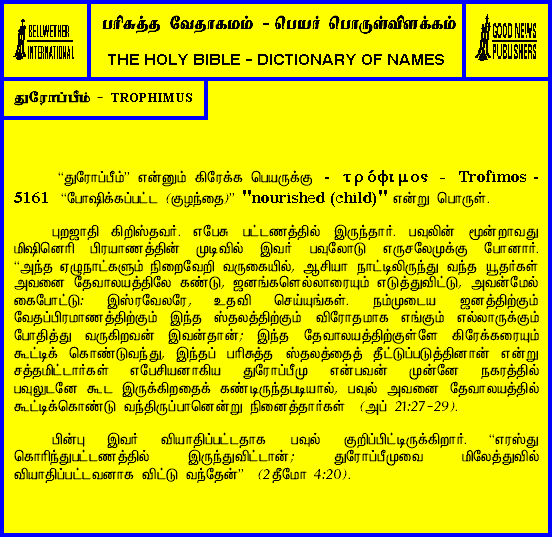 BELLWETHER
INTERNATIONAL
பரிசுத்த வேதாகமம் - பெயர் பொருள்விளக்கம்
THE HOLY BIBLE - DICTIONARY OF NAMES
GOOD NEWS
PUBLISHERS
துரோப்பீம் - TROPHIMUS
“துரோப்பீம்” என்னும் கிரேக்க பெயருக்கு - τρόφιμος - Trofimos -
5161 “போஷிக்கப்பட்ட (குழந்தை)” "nourished (child)" என்று பொருள்.
புறஜாதி கிறிஸ்தவர். எபேசு பட்டணத்தில் இருந்தார். பவுலின் மூன்றாவது
மிஷினெரி பிரயாணத்தின் முடிவில் இவர் பவுலோடு எருசலேமுக்கு போனார்.
“அந்த ஏழுநாட்களும் நிறைவேறி வருகையில், ஆசியா நாட்டிலிருந்து வந்த யூதர்கள்
அவனை தேவாலயத்திலே கண்டு, ஜனங்களெல்லாரையும் எடுத்துவிட்டு, அவன்மேல்
கைபோட்டு: இஸ்ரவேலரே, உதவி செய்யுங்கள். நம்முடைய ஜனத்திற்கும்
வேதப்பிரமாணத்திற்கும் இந்த ஸ்தலத்திற்கும் விரோதமாக எங்கும் எல்லாருக்கும்
போதித்து வருகிறவன் இவன்தான்; இந்த தேவாலயத்திற்குள்ளே கிரேக்கரையும்
கூட்டிக் கொண்டுவந்து, இந்தப் பரிசுத்த ஸ்தலத்தைத் தீட்டுப்படுத்தினான் என்று
சத்தமிட்டார்கள் எபேசியனாகிய துரோப்பீமு என்பவன் முன்னே நகரத்தில்
பவுலுடனே கூட இருக்கிறதைக் கண்டிருந்தபடியால், பவுல் அவனை தேவாலயத்தில்
கூட்டிக்கொண்டு வந்திருப்பானென்று நினைத்தார்கள் (அப் 21:27-29).
பின்பு இவர் வியாதிப்பட்டதாக பவுல் குறிப்பிட்டிருக்கிறார். “எரஸ்து
கொரிந்துபட்டணத்தில் இருந்துவிட்டான்; துரோப்பீமுவை மிலேத்துவில்
வியாதிப்பட்டவனாக விட்டு வந்தேன்” (2தீமோ 4:20).